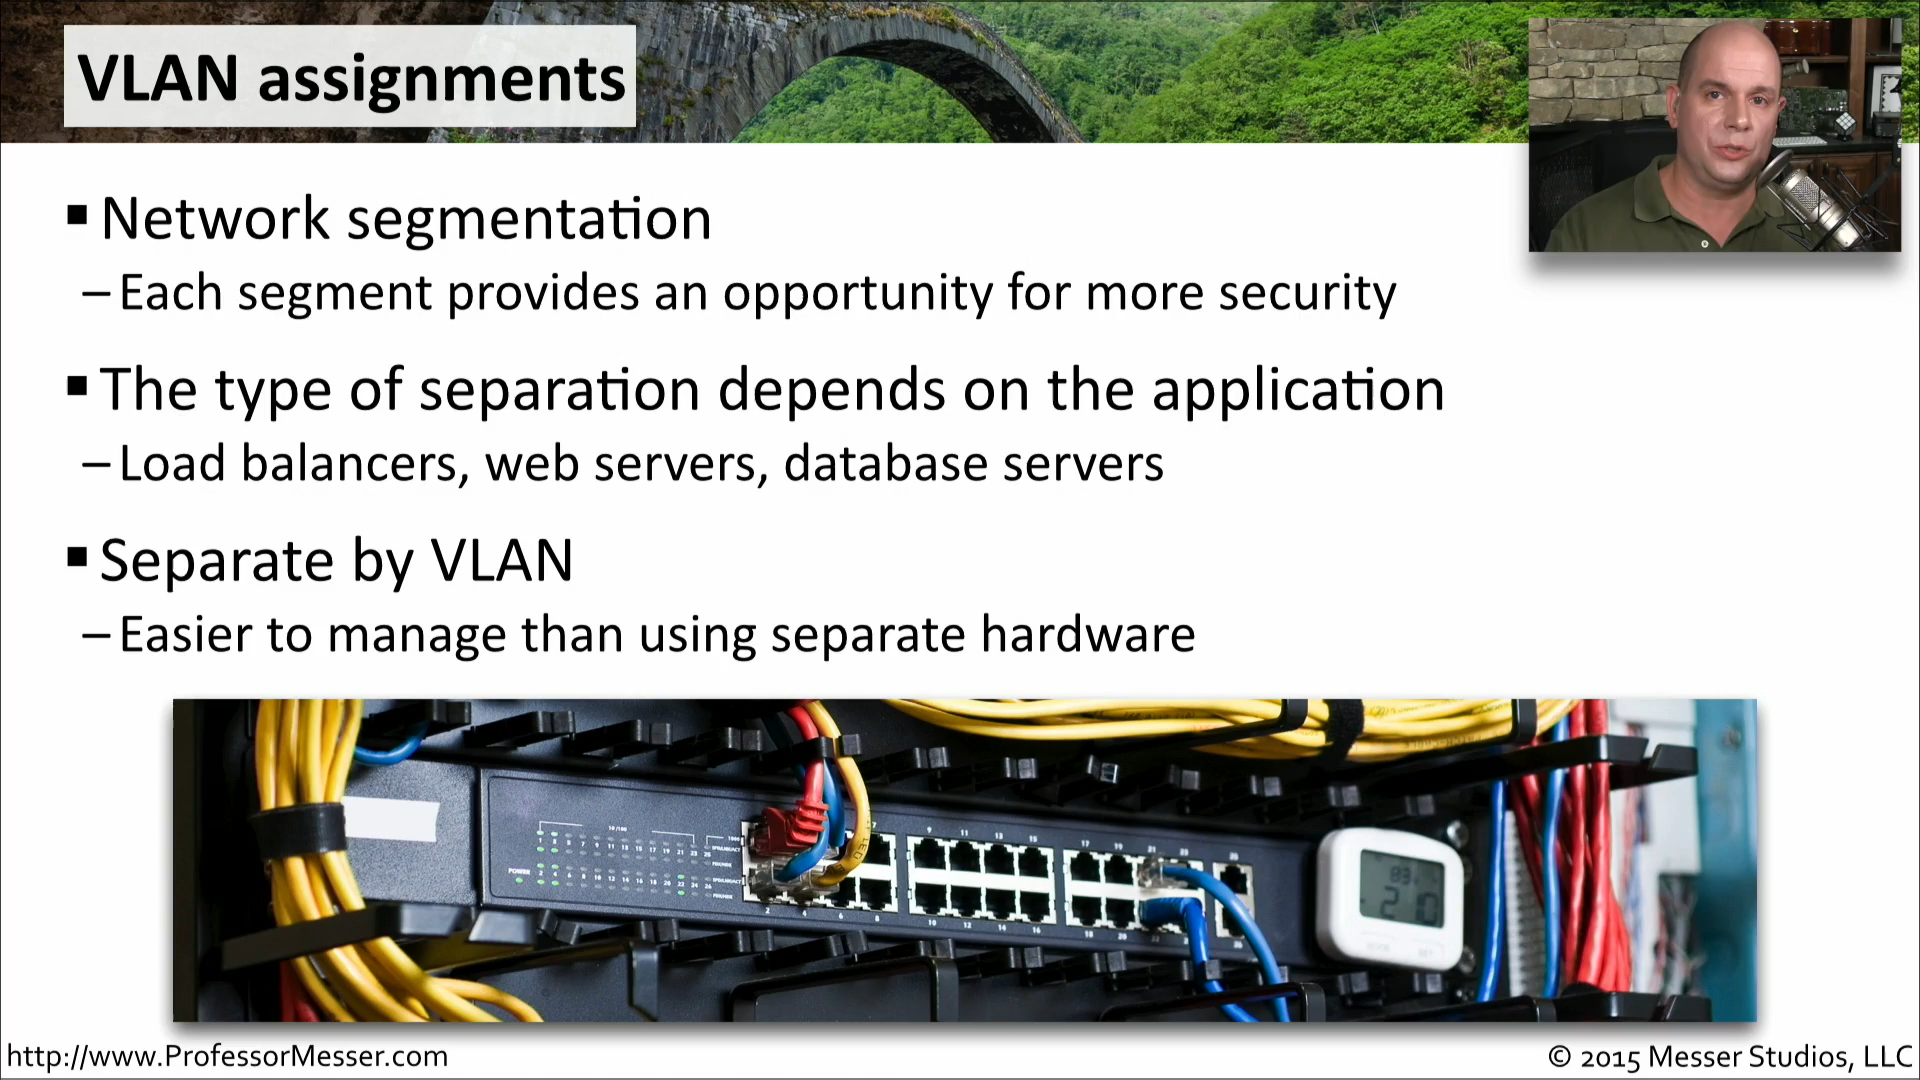 VLAN assignments
▪ Network segmentation
– Each segment provides an opportunity for more security
▪ The type of separation depends on the application
– Load balancers, web servers, database servers
▪ Separate by VLAN
– Easier to manage than using separate hardware
http://www.ProfessorMesser.com
© 2015 Messer Studios, LLC